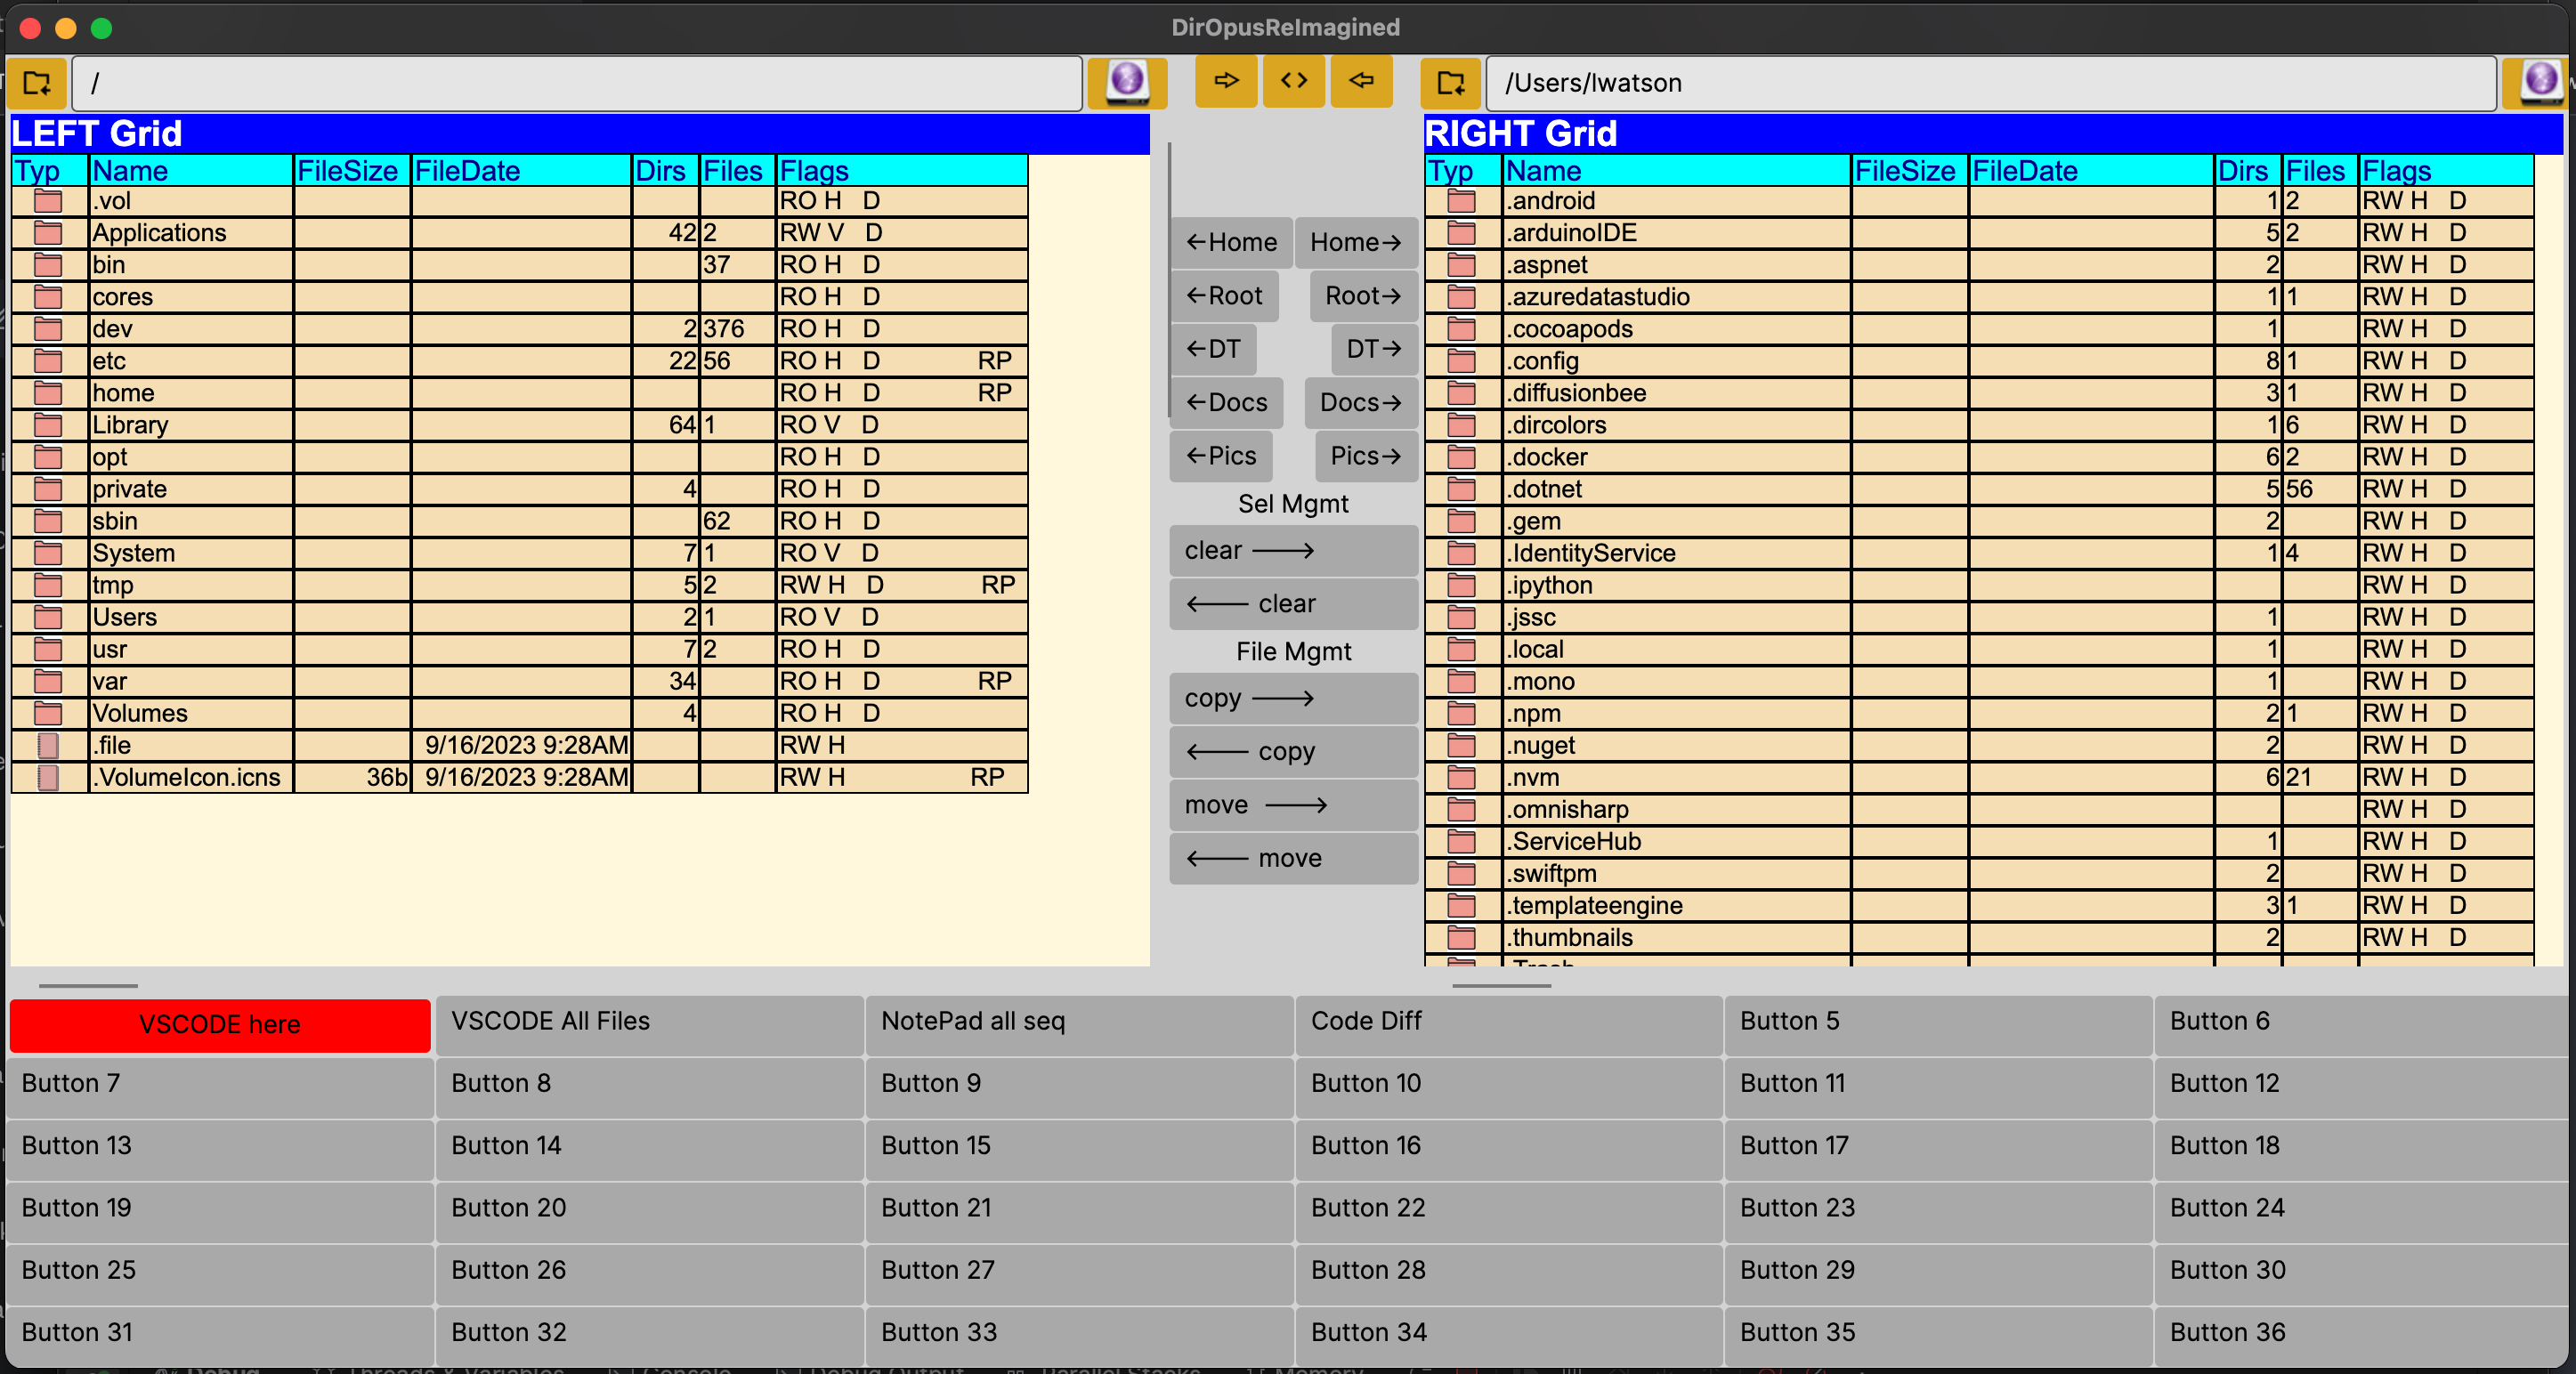 DirOpusReImagined
/
/Users/lwatson
LEFT Grid
Typ Name FileSize FileDate Dirs Files Flags
.vol RO H D
Applications 42 2 RW V D
bin 37 RO H D
cores RO H D
dev 2 376 RO H D
etc 22 56 RO H D RP
home RO H D RP
Library 64 1 RO V D
opt RO H D
private 4 RO H D
sbin 62 RO H D
System 7 1 RO V D
tmp 5 2 RW H D RP
Users 2 1 RO V D
usr 7 2 RO H D
var 34 RO H D RP
Volumes 4 RO H D
.file 9/16/2023 9:28AM RW H
.VolumeIcon.icns 36b 9/16/2023 9:28AM RW H RP
←Home Home→
←Root Root→
←DT DT→
←Docs Docs→
←Pics Pics→
Sel Mgmt
clear ⟶
⟵ clear
File Mgmt
copy ⟶
⟵ copy
move ⟶
⟵ move
RIGHT Grid
Typ Name FileSize FileDate Dirs Files Flags
.android 1 2 RW H D
.arduinoIDE 5 2 RW H D
.aspnet 2 RW H D
.azuredatastudio 1 1 RW H D
.cocoapods 1 RW H D
.config 8 1 RW H D
.diffusionbee 3 1 RW H D
.dircolors 1 6 RW H D
.docker 6 2 RW H D
.dotnet 5 56 RW H D
.gem 2 RW H D
.IdentityService 1 4 RW H D
.ipython RW H D
.jssc 1 RW H D
.local 1 RW H D
.mono 1 RW H D
.npm 2 1 RW H D
.nuget 2 RW H D
.nvm 6 21 RW H D
.omnisharp RW H D
.ServiceHub 1 RW H D
.swiftpm 2 RW H D
.templateengine 3 1 RW H D
.thumbnails 2 RW H D
VSCODE here VSCODE All Files NotePad all seq Code Diff Button 5 Button 6
Button 7 Button 8 Button 9 Button 10 Button 11 Button 12
Button 13 Button 14 Button 15 Button 16 Button 17 Button 18
Button 19 Button 20 Button 21 Button 22 Button 23 Button 24
Button 25 Button 26 Button 27 Button 28 Button 29 Button 30
Button 31 Button 32 Button 33 Button 34 Button 35 Button 36